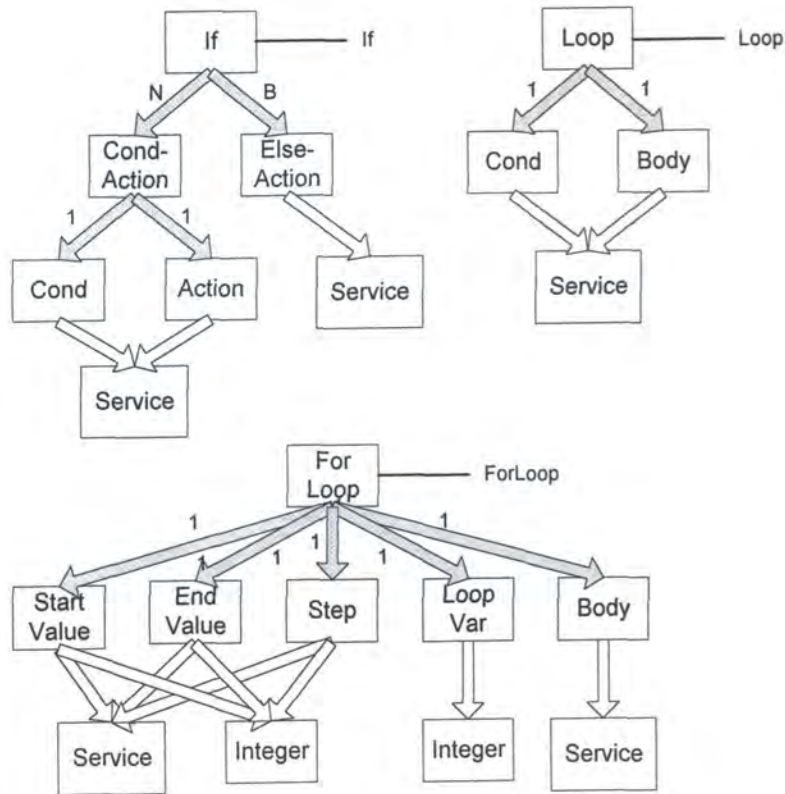 If
If
Loop
Loop
N
B
1
1
Cond-
Action
Else-
Action
Cond
Body
1
1
Cond
Action
Service
Service
Service
For
Loop
ForLoop
1
1
1
1
1
Start
Value
End
Value
Step
Loop
Var
Body
Service
Integer
Integer
Service